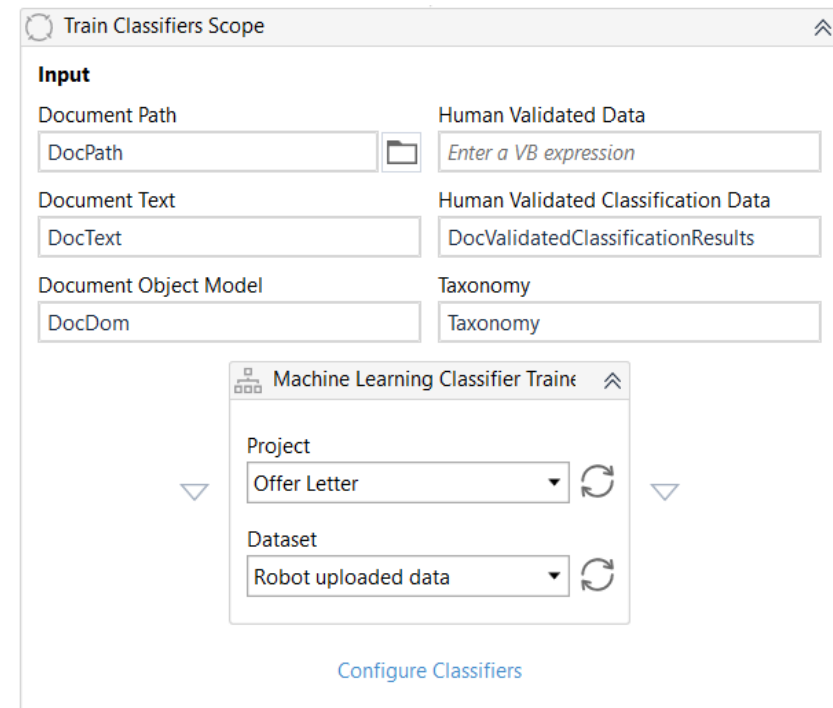 Train Classifiers Scope
Input
Document Path
Human Validated Data
DocPath
Enter a VB expression
Document Text
Human Validated Classification Data
DocText
DocValidatedClassificationResults
Document Object Model
Taxonomy
DocDom
Taxonomy
Machine Learning Classifier Traine
Project
Offer Letter
Dataset
Robot uploaded data
Configure Classifiers